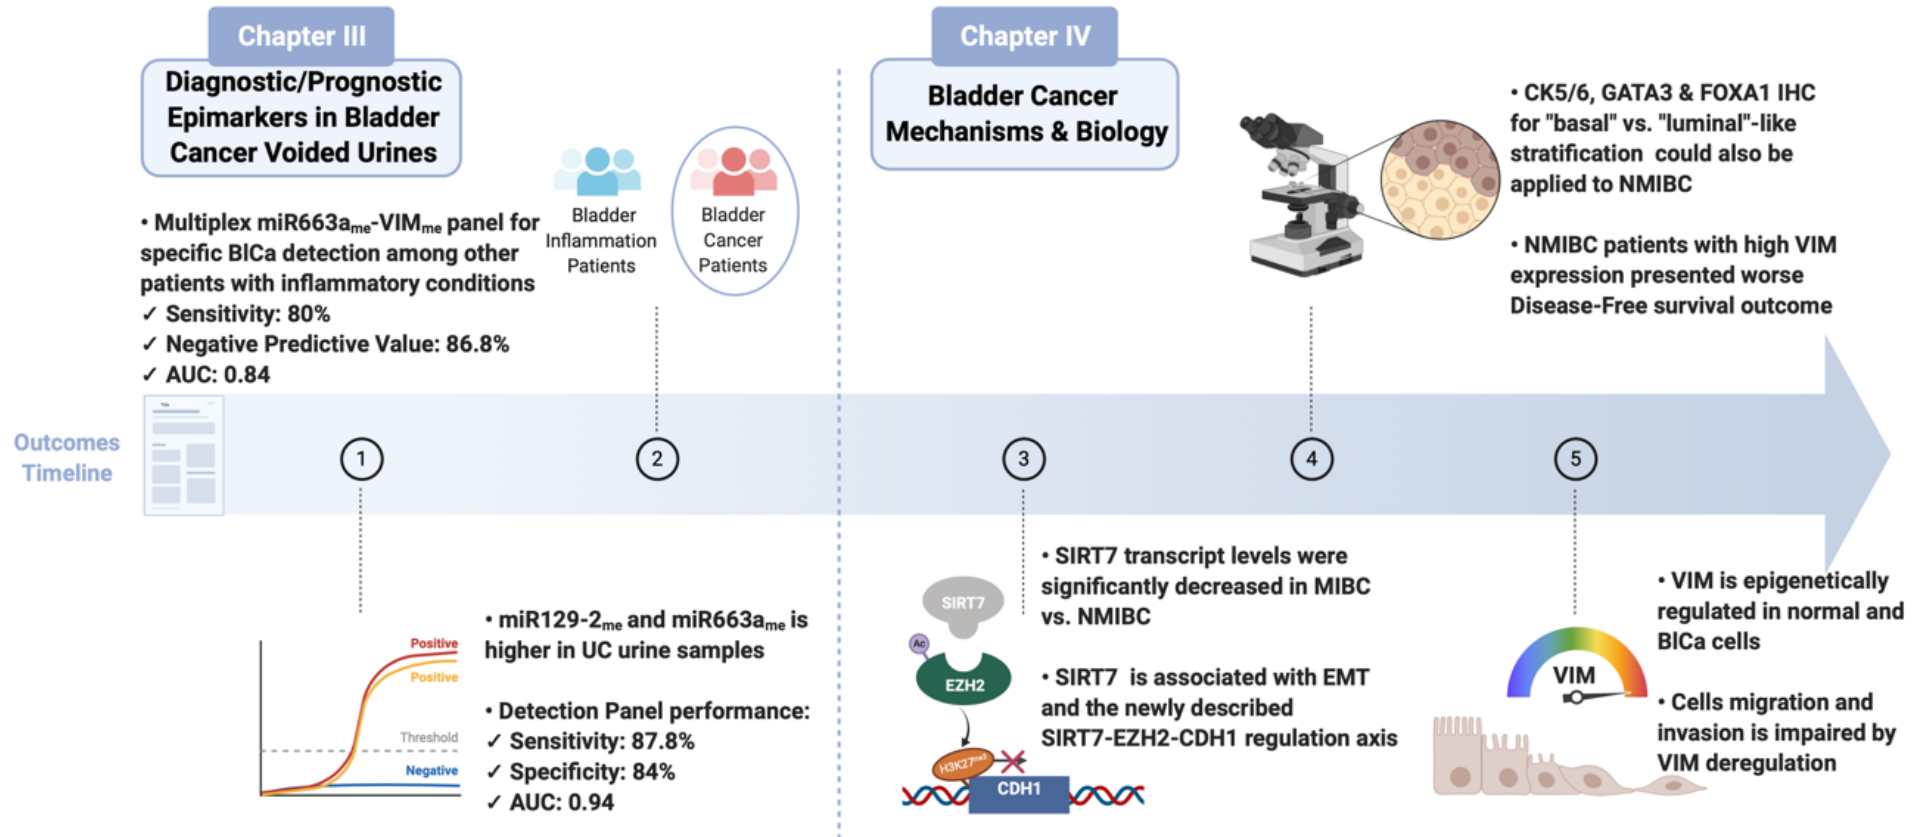 Chapter III
Diagnostic/Prognostic
Epimarkers in Bladder
Cancer Voided Urines
• Multiplex miR663ame-VIMme panel for
specific BlCa detection among other
patients with inflammatory conditions
✓ Sensitivity: 80%
✓ Negative Predictive Value: 86.8%
✓ AUC: 0.84
Bladder
Inflammation
Patients
Bladder
Cancer
Patients
Chapter IV
Bladder Cancer
Mechanisms & Biology
• CK5/6, GATA3 & FOXA1 IHC
for "basal" vs. "luminal"-like
stratification could also be
applied to NMIBC
• NMIBC patients with high VIM
expression presented worse
Disease-Free survival outcome
Outcomes
Timeline
Title
1
2
3
4
5
Positive
Positive
Threshold
Negative
• miR129-2me and miR663ame is
higher in UC urine samples
• Detection Panel performance:
✓ Sensitivity: 87.8%
✓ Specificity: 84%
✓ AUC: 0.94
SIRT7
Ac
EZH2
H3K27me3
CDH1
• SIRT7 transcript levels were
significantly decreased in MIBC
vs. NMIBC
• SIRT7 is associated with EMT
and the newly described
SIRT7-EZH2-CDH1 regulation axis
VIM
• VIM is epigenetically
regulated in normal and
BlCa cells
• Cells migration and
invasion is impaired by
VIM deregulation